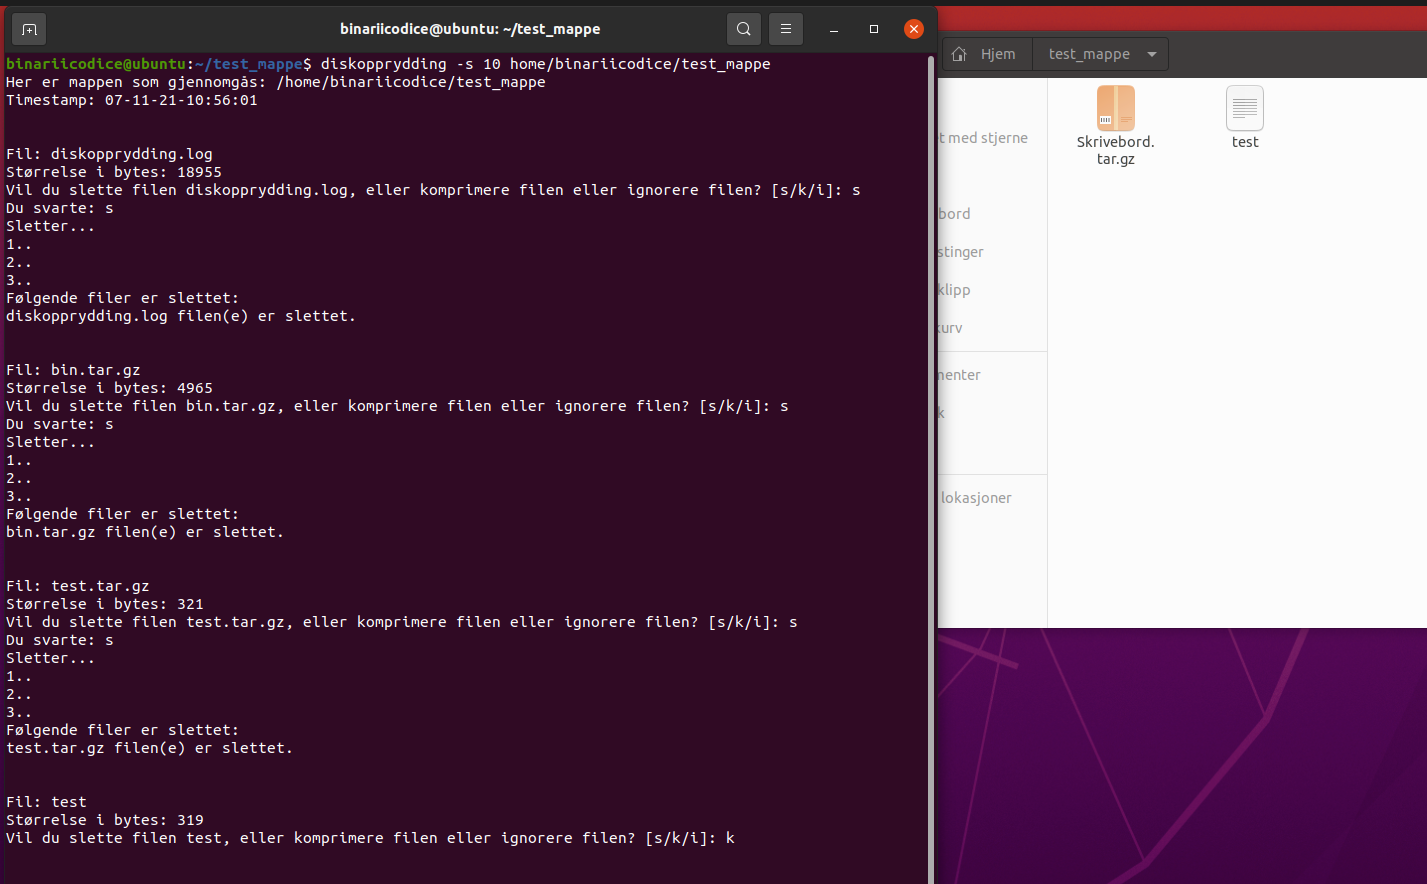 binariicodice@ubuntu: ~/test_mappe
binariicodice@ubuntu:~/test_mappe$ diskopprydding -s 10 home/binariicodice/test_mappe
Her er mappen som gjennomgås: /home/binariicodice/test_mappe
Timestamp: 07-11-21-10:56:01
Fil: diskopprydding.log
Størrelse i bytes: 18955
Vil du slette filen diskopprydding.log, eller komprimere filen eller ignorere filen? [s/k/i]: s
Du svarte: s
Sletter...
1..
2..
3..
Følgende filer er slettet:
diskopprydding.log filen(e) er slettet.
Fil: bin.tar.gz
Størrelse i bytes: 4965
Vil du slette filen bin.tar.gz, eller komprimere filen eller ignorere filen? [s/k/i]: s
Du svarte: s
Sletter...
1..
2..
3..
Følgende filer er slettet:
bin.tar.gz filen(e) er slettet.
Fil: test.tar.gz
Størrelse i bytes: 321
Vil du slette filen test.tar.gz, eller komprimere filen eller ignorere filen? [s/k/i]: s
Du svarte: s
Sletter...
1..
2..
3..
Følgende filer er slettet:
test.tar.gz filen(e) er slettet.
Fil: test
Størrelse i bytes: 319
Vil du slette filen test, eller komprimere filen eller ignorere filen? [s/k/i]: k
Hjem test_mappe
t med stjerne
bord
stinger
klipp
kurv
menter
k
lokasjoner
Skrivebord.
tar.gz
test